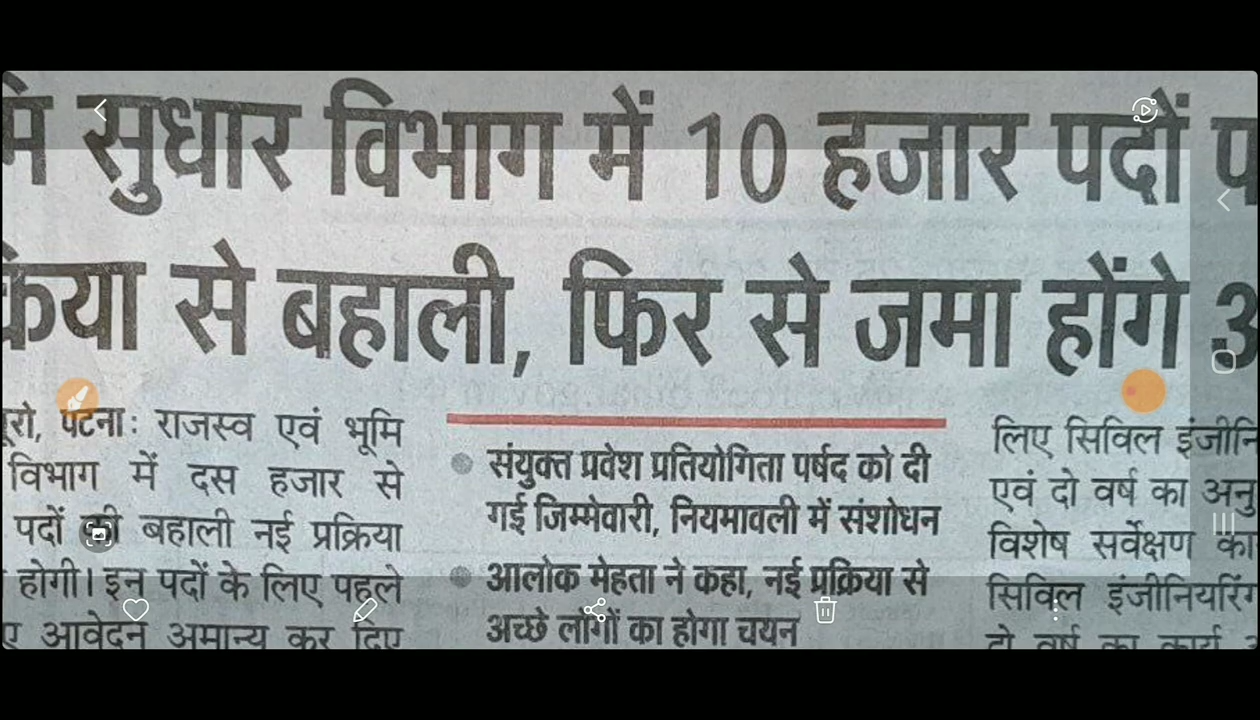 सुधार विभाग में 10 हजार पदों
से बहाली, फिर से जमा होंगे
पटना: राजस्व एवं भूमि
विभाग में दस हजार से
पदों की बहाली नई प्रक्रिया
होगी। इन पदों के लिए पहले
आवेदन अमान्य कर दिए
संयुक्त प्रवेश प्रतियोगिता पर्षद को दी
गई जिम्मेवारी, नियमावली में संशोधन
आलोक मेहता ने कहा, नई प्रक्रिया से
अच्छे लोगों का होगा चयन
लिए सिविल
एवं दो वर्ष का
विशेष सर्वेक्षण
सिविल
दो वर्ष का कार्य